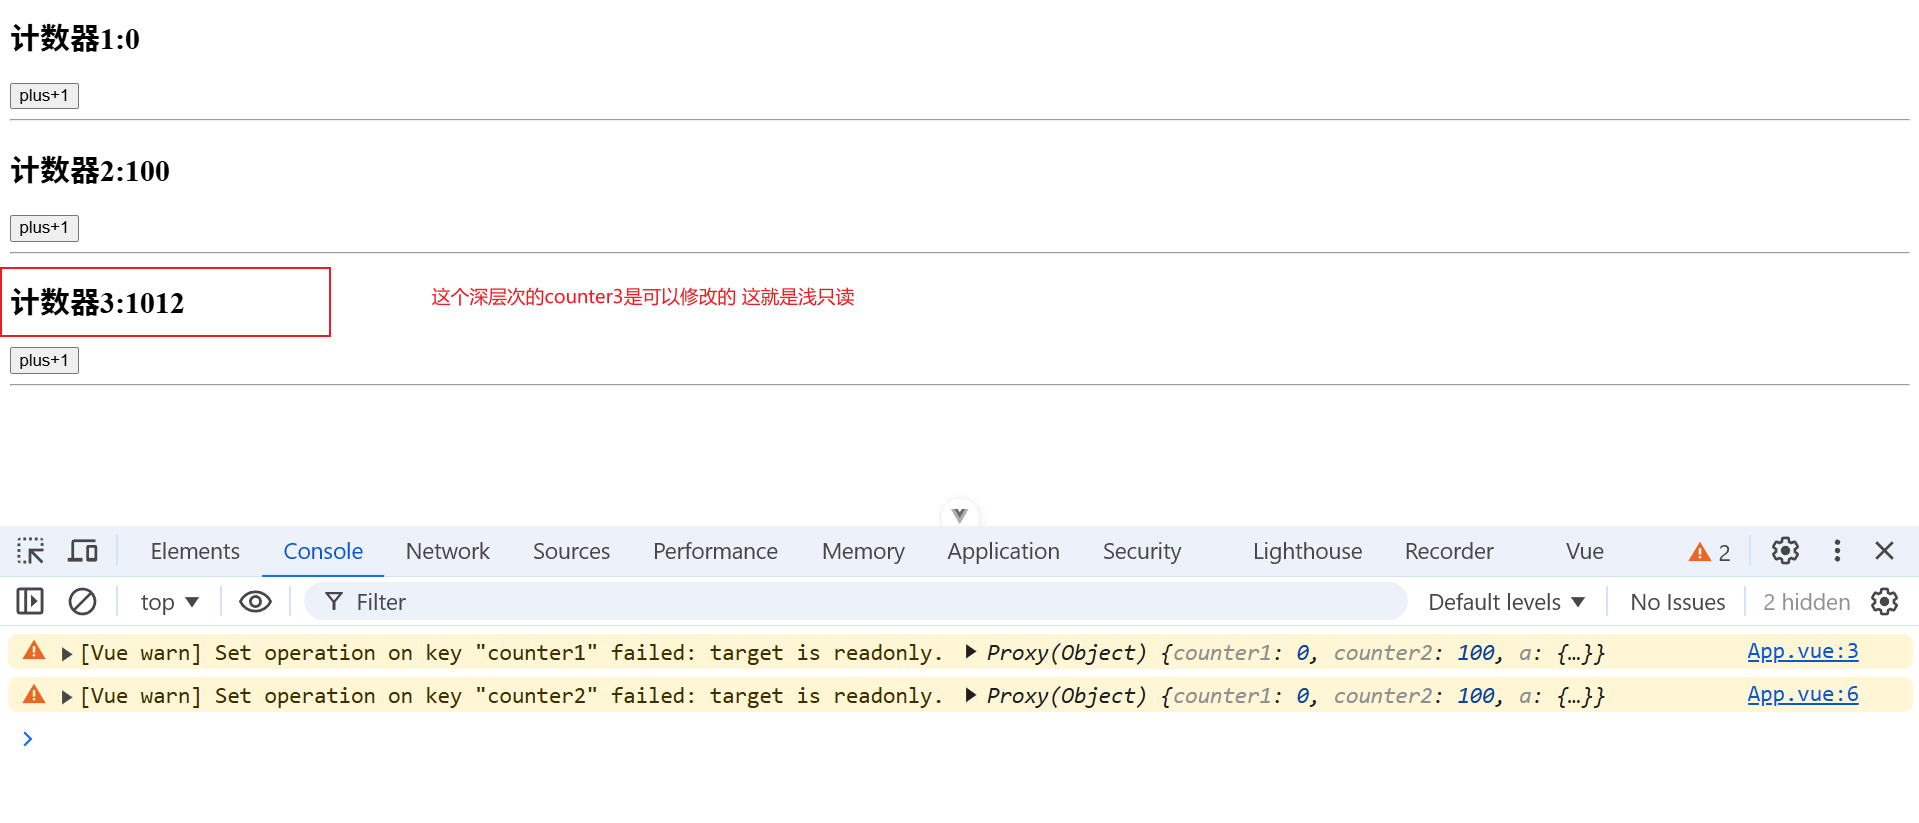 计数器1:0
plus+1
计数器2:100
plus+1
计数器3:1012
这个深层次的counter3是可以修改的 这就是浅只读
plus+1
Elements Console Network Sources Performance Memory Application Security Lighthouse Recorder Vue 2
top Filter Default levels No Issues 2 hidden
[Vue warn] Set operation on key "counter1" failed: target is readonly. Proxy(Object) {counter1: 0, counter2: 100, a: {…}} App.vue:3
[Vue warn] Set operation on key "counter2" failed: target is readonly. Proxy(Object) {counter1: 0, counter2: 100, a: {…}} App.vue:6